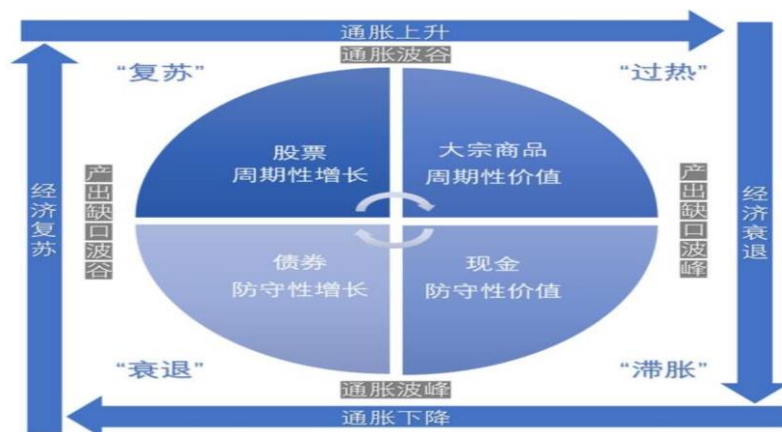 通胀上升
通胀波谷
“复苏”
“过热”
股票
周期性增长
大宗商品
周期性价值
经济复苏
产出缺口波谷
产出缺口波峰
经济衰退
债券
防守性增长
现金
防守性价值
“衰退”
“滞胀”
通胀波峰
通胀下降